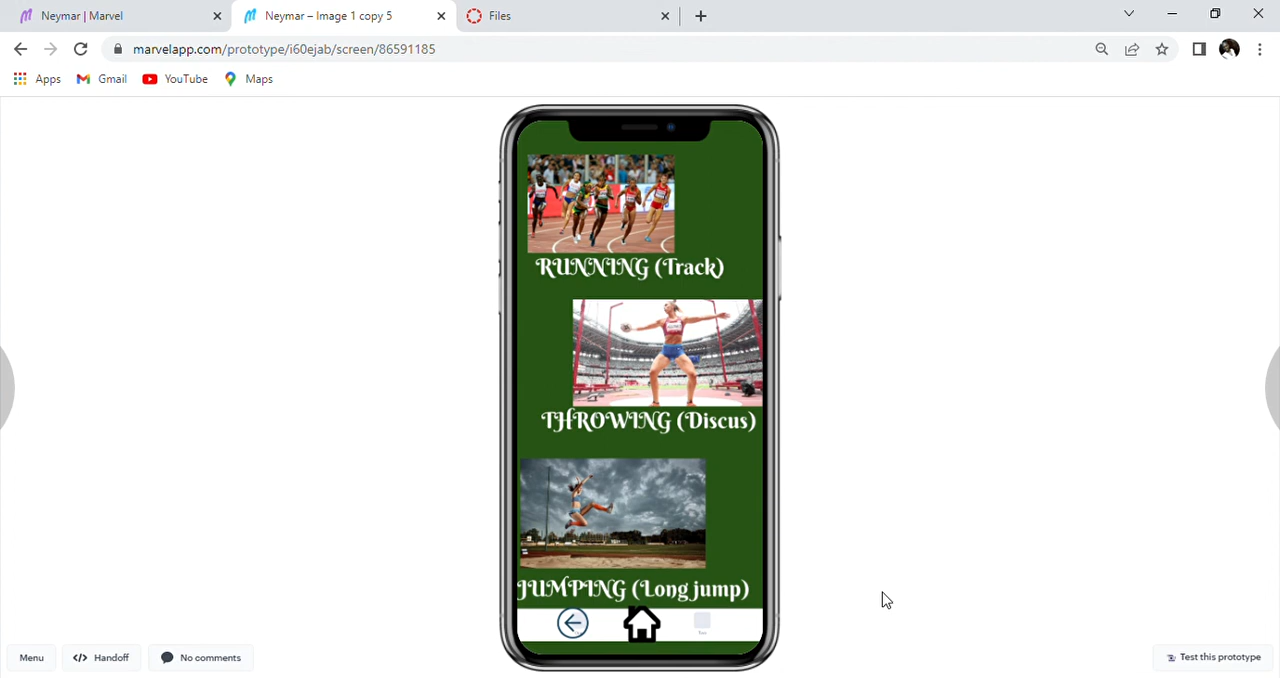 Neymar | Marvel
Neymar – Image 1 copy 5
Files
marvelapp.com/prototype/i60ejab/screen/86591185
Apps
Gmail
YouTube
Maps
RUNNING (Track)
THROWING (Discus)
JUMPING (Long jump)
Menu
</> Handoff
No comments
Test this prototype